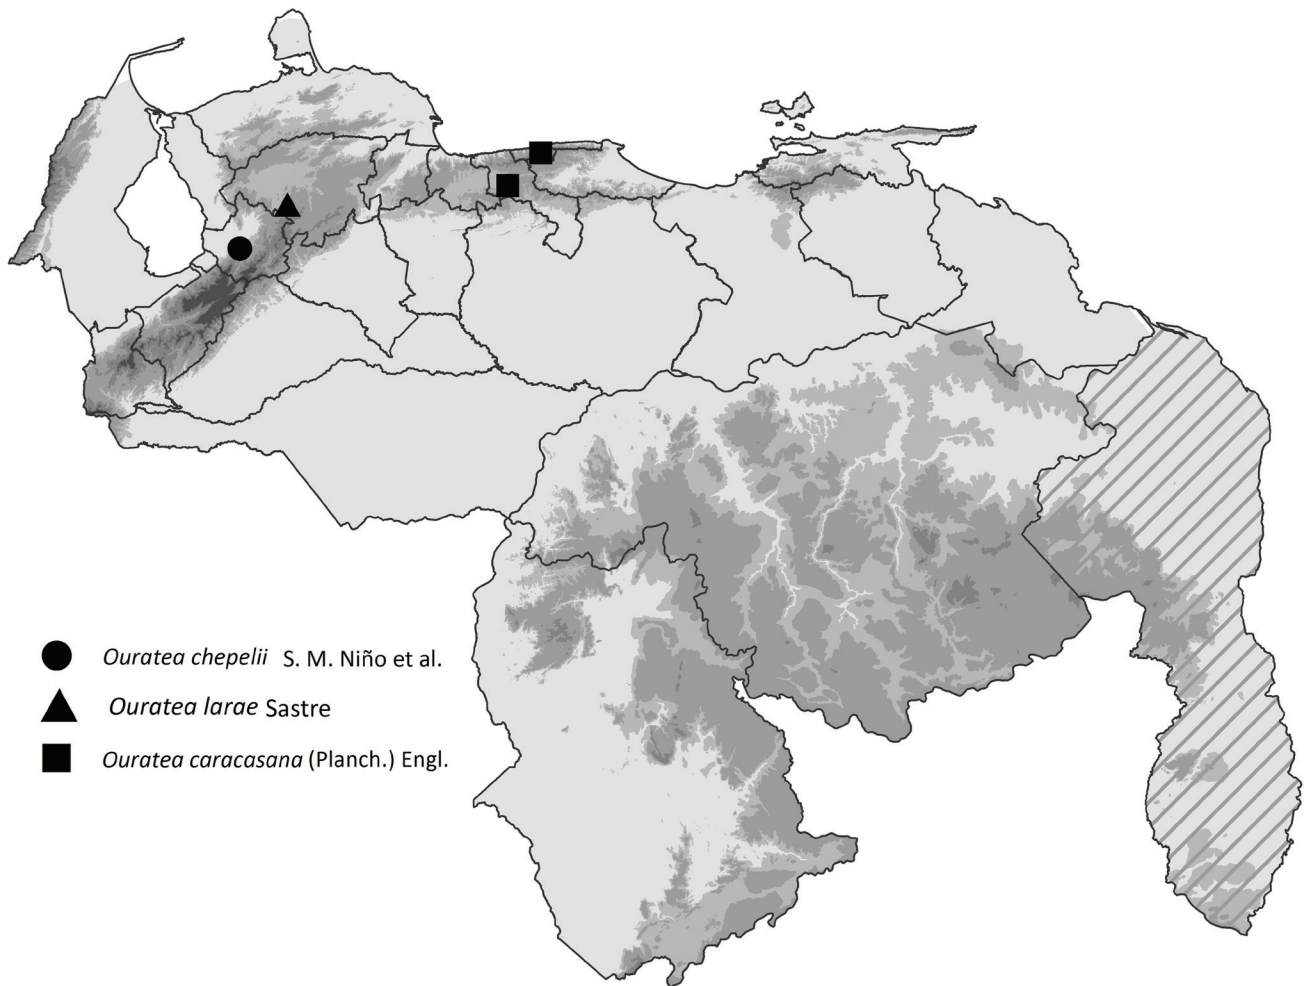 Ouratea chepelii S. M. Niño et al.
Ouratea larae Sastre
Ouratea caracasana (Planch.) Engl.